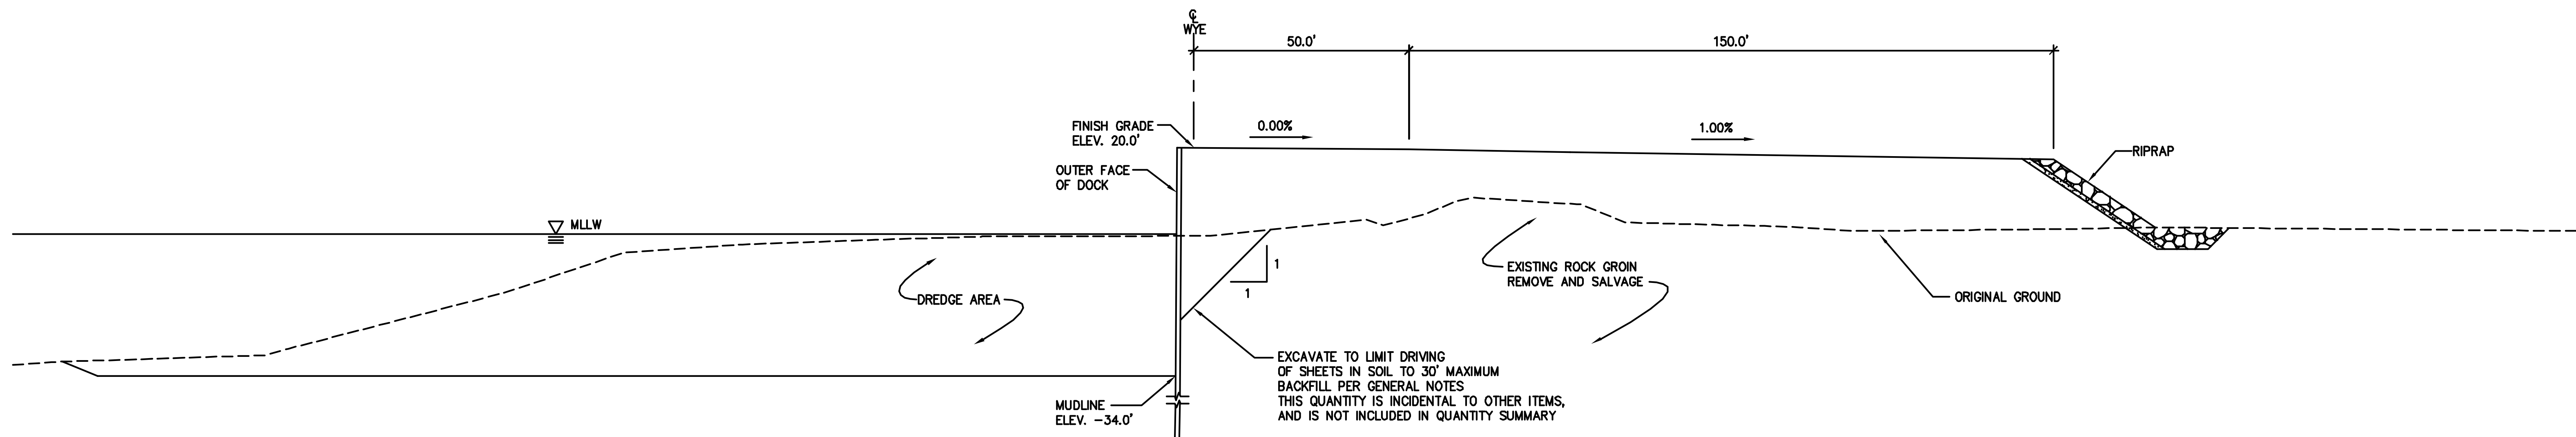 ℄
WYE
50.0'
150.0'
FINISH GRADE
ELEV. 20.0'
0.00%
1.00%
OUTER FACE
OF DOCK
RIPRAP
MLLW
1
1
DREDGE AREA
EXISTING ROCK GROIN
REMOVE AND SALVAGE
ORIGINAL GROUND
EXCAVATE TO LIMIT DRIVING
OF SHEETS IN SOIL TO 30' MAXIMUM
BACKFILL PER GENERAL NOTES
THIS QUANTITY IS INCIDENTAL TO OTHER ITEMS,
AND IS NOT INCLUDED IN QUANTITY SUMMARY
MUDLINE
ELEV. -34.0'